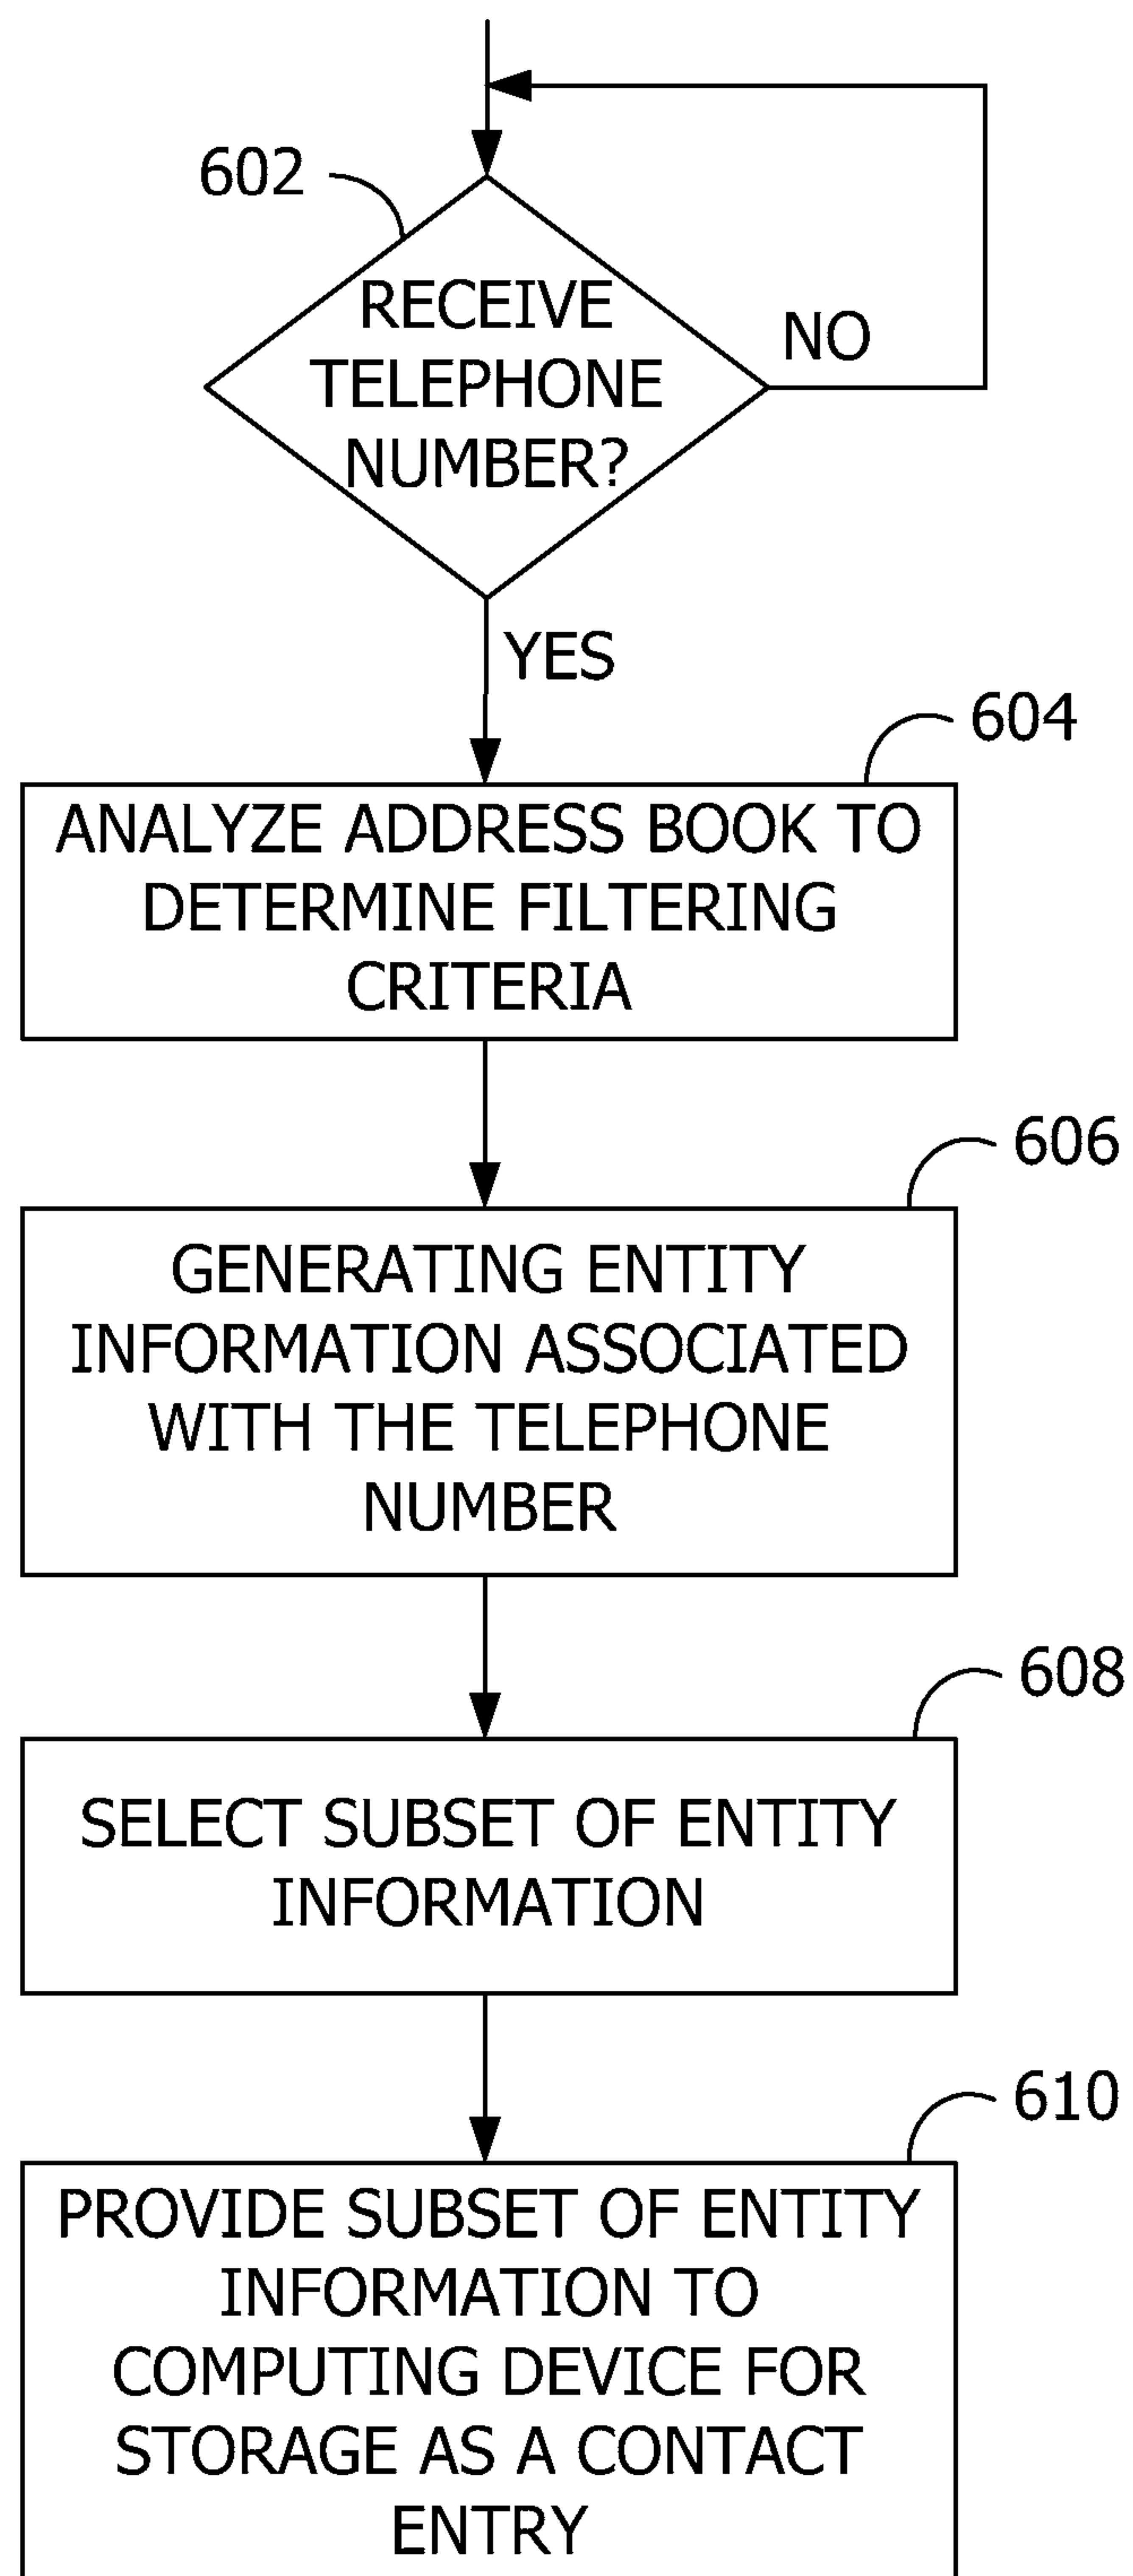 602
RECEIVE
TELEPHONE
NUMBER?
NO
YES
604
ANALYZE ADDRESS BOOK TO
DETERMINE FILTERING
CRITERIA
606
GENERATING ENTITY
INFORMATION ASSOCIATED
WITH THE TELEPHONE
NUMBER
608
SELECT SUBSET OF ENTITY
INFORMATION
610
PROVIDE SUBSET OF ENTITY
INFORMATION TO
COMPUTING DEVICE FOR
STORAGE AS A CONTACT
ENTRY